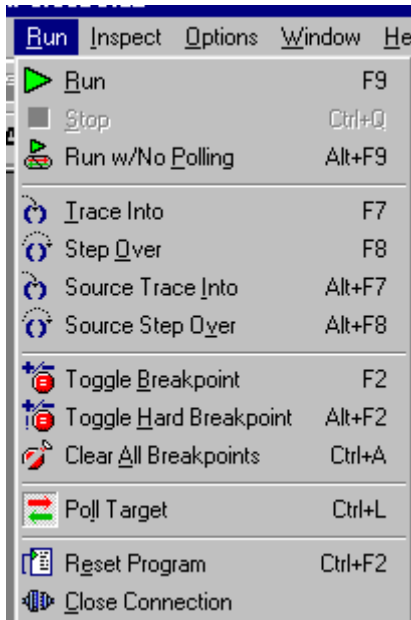 Run Inspect Options Window He
Run F9
Stop Ctrl+Q
Run w/No Polling Alt+F9
Trace Into F7
Step Over F8
Source Trace Into Alt+F7
Source Step Over Alt+F8
Toggle Breakpoint F2
Toggle Hard Breakpoint Alt+F2
Clear All Breakpoints Ctrl+A
Poll Target Ctrl+L
Reset Program Ctrl+F2
Close Connection